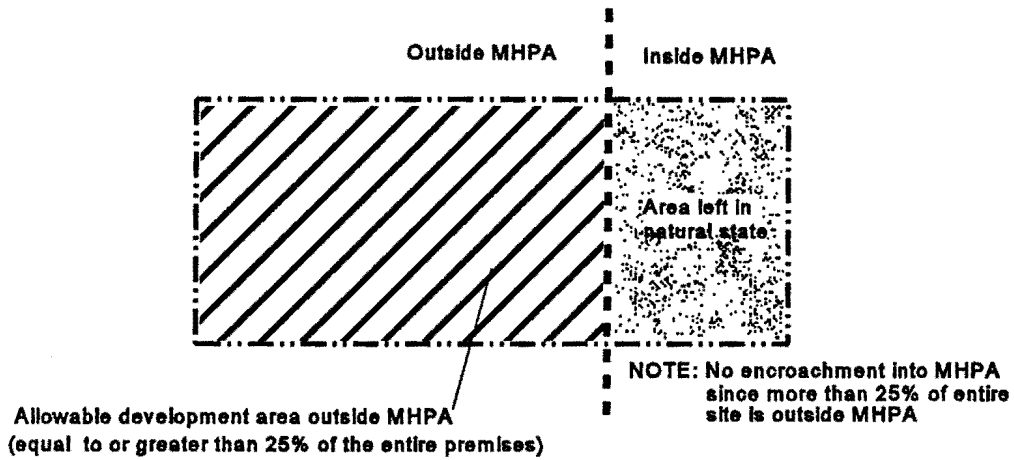 Outside MHPA
Inside MHPA
Area left in
natural state
NOTE: No encroachment into MHPA
since more than 25% of entire
site is outside MHPA
Allowable development area outside MHPA
(equal to or greater than 25% of the entire premises)